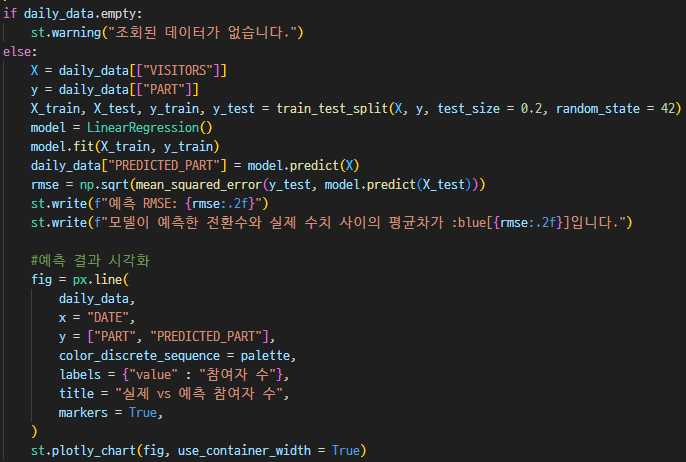 if daily_data.empty:
    st.warning("조회된 데이터가 없습니다.")
else:
    X = daily_data[["VISITORS"]]
    y = daily_data[["PART"]]
    X_train, X_test, y_train, y_test = train_test_split(X, y, test_size = 0.2, random_state = 42)
    model = LinearRegression()
    model.fit(X_train, y_train)
    daily_data["PREDICTED_PART"] = model.predict(X)
    rmse = np.sqrt(mean_squared_error(y_test, model.predict(X_test)))
    st.write(f"예측 RMSE: {rmse:.2f}")
    st.write(f"모델이 예측한 전환수와 실제 수치 사이의 평균차가 :blue[{rmse:.2f}]입니다.")

    #예측 결과 시각화
    fig = px.line(
        daily_data,
        x = "DATE",
        y = ["PART", "PREDICTED_PART"],
        color_discrete_sequence = palette,
        labels = {"value" : "참여자 수"},
        title = "실제 vs 예측 참여자 수",
        markers = True,
    )
    st.plotly_chart(fig, use_container_width = True)